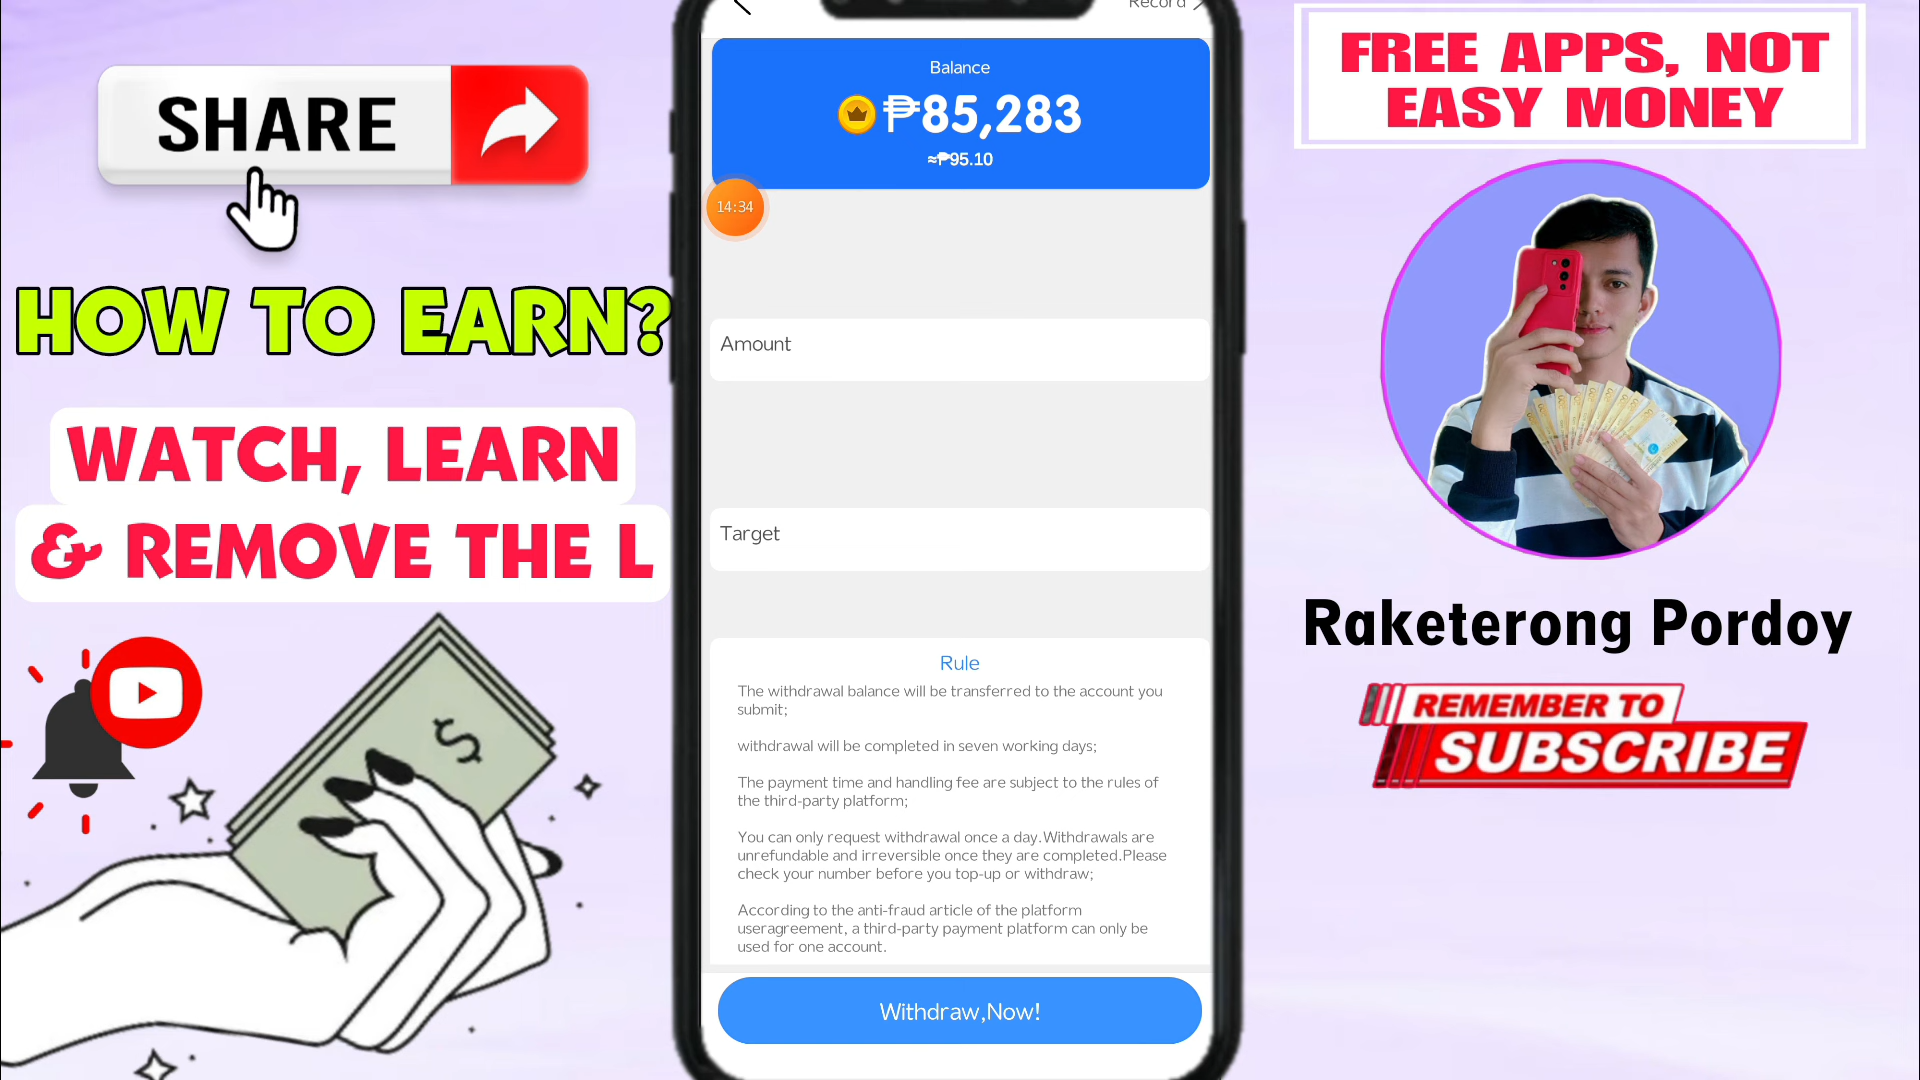 SHARE
HOW TO EARN?
WATCH, LEARN
& REMOVE THE L
$
Record
Balance
₱85,283
≈₱95.10
14:34
Amount
Target
Rule
The withdrawal balance will be transferred to the account you
submit;
withdrawal will be completed in seven working days;
The payment time and handling fee are subject to the rules of
the third-party platform;
You can only request withdrawal once a day.Withdrawals are
unrefundable and irreversible once they are completed.Please
check your number before you top-up or withdraw;
According to the anti-fraud article of the platform
useragreement, a third-party payment platform can only be
used for one account.
Withdraw,Now!
FREE APPS, NOT
EASY MONEY
Raketerong Pordoy
REMEMBER TO
SUBSCRIBE